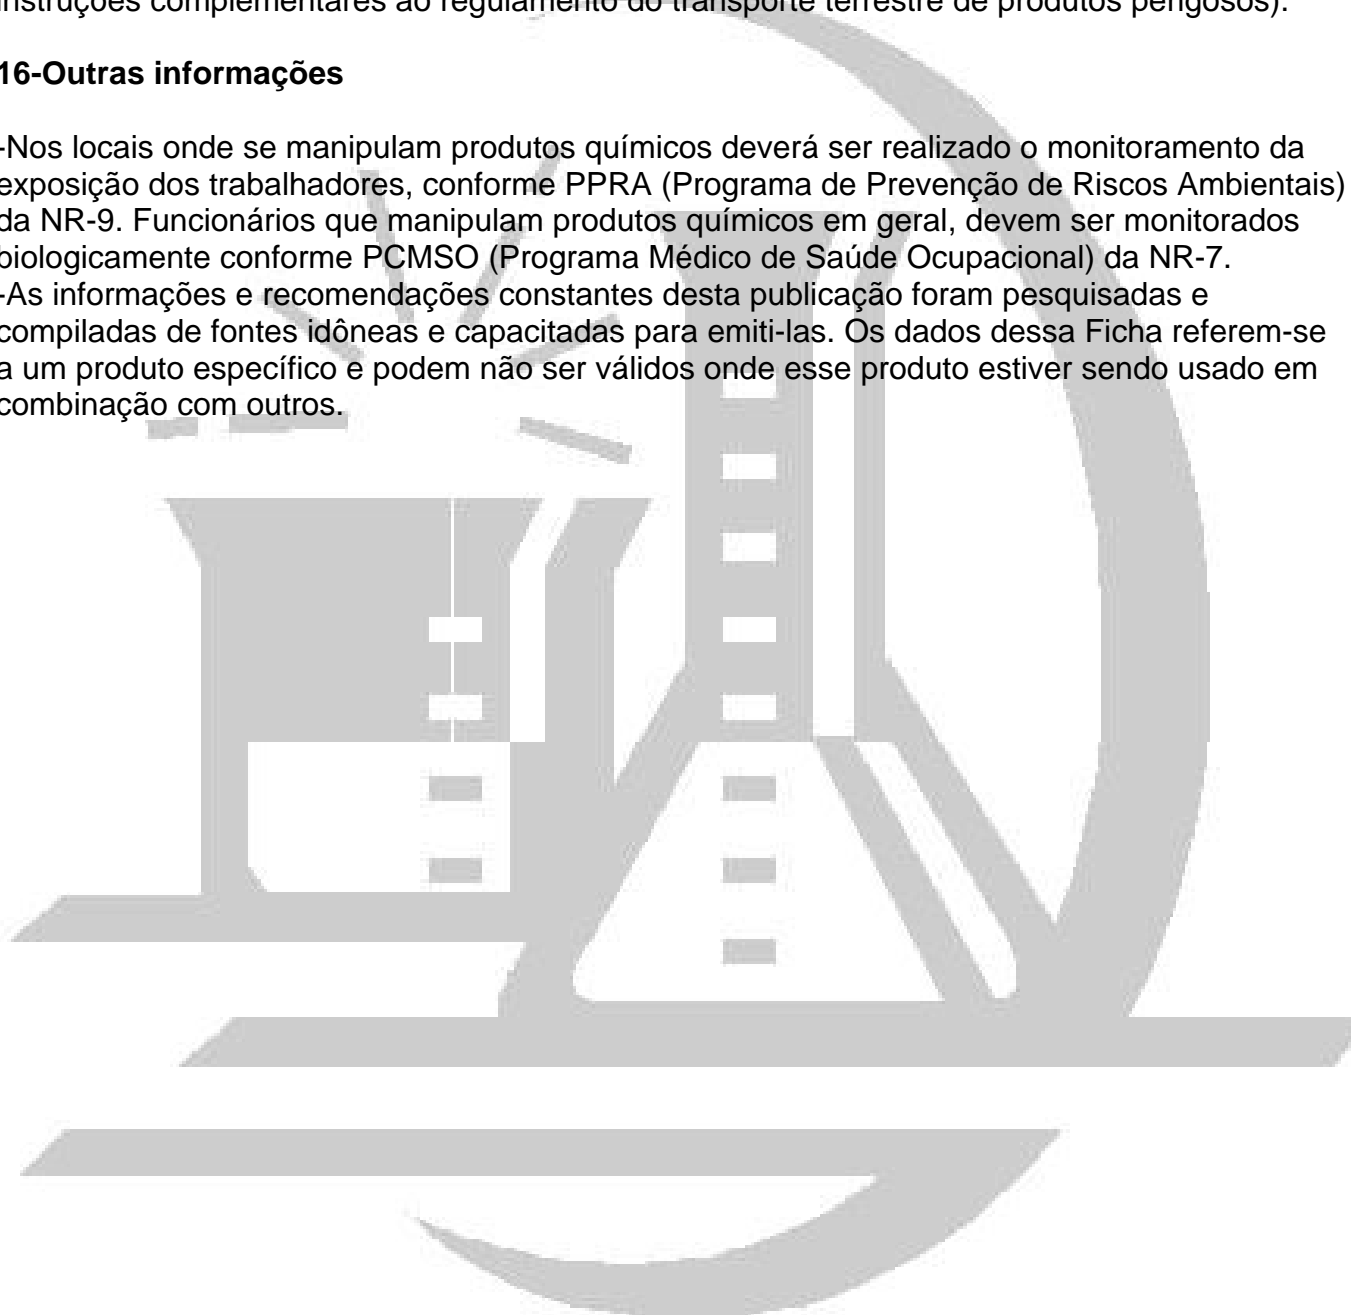 instruções complementares ao regulamento do transporte terrestre de produtos perigosos).
16-Outras informações
-Nos locais onde se manipulam produtos químicos deverá ser realizado o monitoramento da
exposição dos trabalhadores, conforme PPRA (Programa de Prevenção de Riscos Ambientais)
da NR-9. Funcionários que manipulam produtos químicos em geral, devem ser monitorados
biologicamente conforme PCMSO (Programa Médico de Saúde Ocupacional) da NR-7.
-As informações e recomendações constantes desta publicação foram pesquisadas e
compiladas de fontes idôneas e capacitadas para emiti-las. Os dados dessa Ficha referem-se
a um produto específico e podem não ser válidos onde esse produto estiver sendo usado em
combinação com outros.